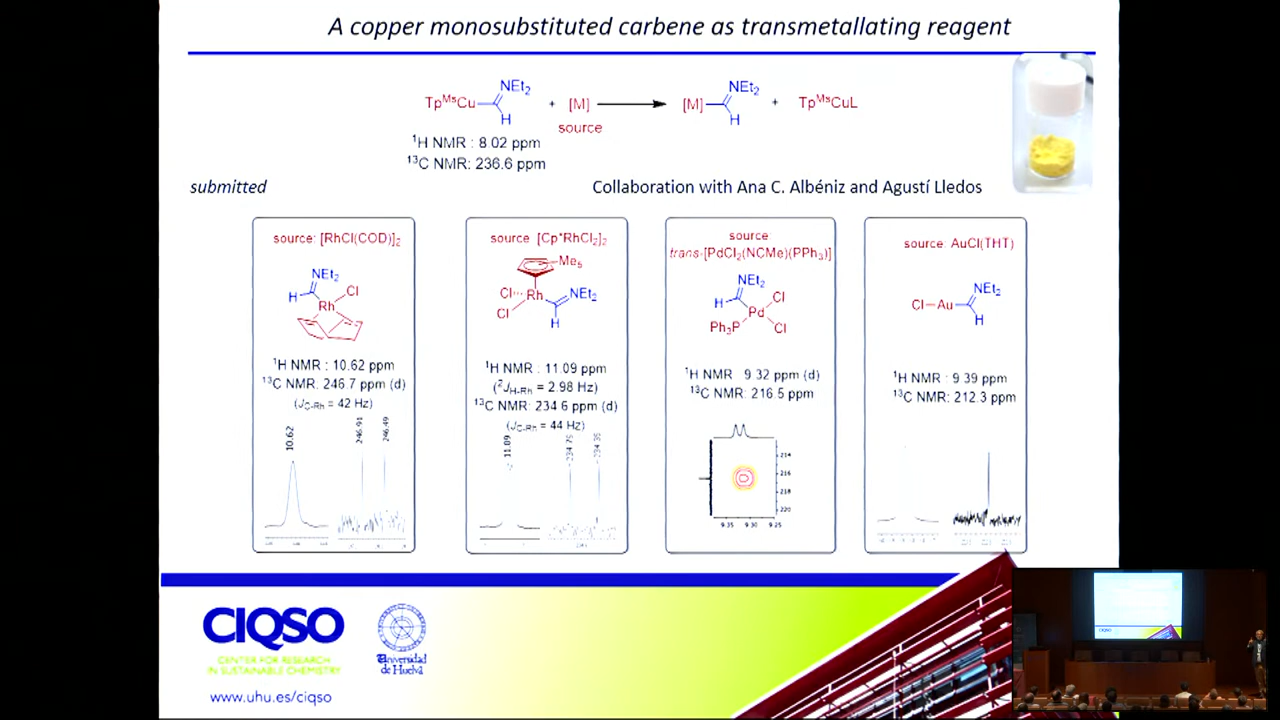 A copper monosubstituted carbene as transmetallating reagent
TpMsCu NEt2 H + [M] source [M] NEt2 H + TpMsCuL
1H NMR : 8.02 ppm
13C NMR: 236.6 ppm
submitted
Collaboration with Ana C. Albéniz and Agustí Lledos
source: [RhCl(COD)]2
NEt2
H
Cl
Rh
1H NMR : 10.62 ppm
13C NMR: 246.7 ppm (d)
(JC-Rh = 42 Hz)
10.62
246.91
246.49
source [Cp*RhCl2]2
Me5
Cl
Rh
NEt2
Cl
H
1H NMR : 11.09 ppm
(2JH-Rh = 2.98 Hz)
13C NMR: 234 6 ppm (d)
(JC-Rh = 44 Hz)
11.09
234.75
source:
trans-[PdCl2(NCMe)(PPh3)]
NEt2
H
Cl
Pd
Ph3P
Cl
1H NMR 9.32 ppm (d)
13C NMR: 216.5 ppm
214
216
218
220
9.35 9.30 9.25
source: AuCl(THT)
NEt2
Cl Au
H
1H NMR : 9.39 ppm
13C NMR: 212.3 ppm
CIQSO
CENTER FOR RESEARCH
IN SUSTAINABLE CHEMISTRY
Universidad
de Huelva
www.uhu.es/ciqso
CIQSO